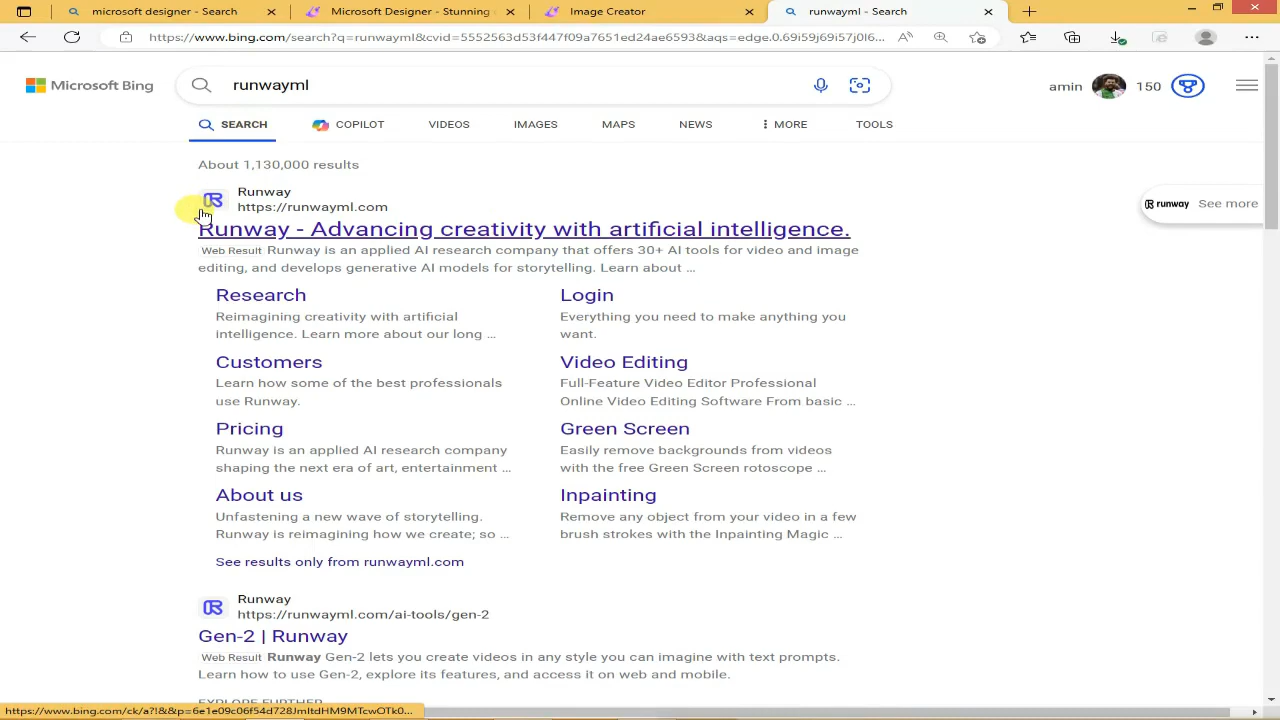 microsoft designer - Search
Microsoft Designer - Stunning
Image Creator
runwayml - Search
https://www.bing.com/search?q=runwayml&cvid=5552563d53f447f09a7651ed24ae6593&aqs=edge.0.69i59j69i57j0l6...
Microsoft Bing
runwayml
amin
150
SEARCH
COPILOT
VIDEOS
IMAGES
MAPS
NEWS
MORE
TOOLS
About 1,130,000 results
Runway
https://runwayml.com
Runway - Advancing creativity with artificial intelligence.
Web Result Runway is an applied AI research company that offers 30+ AI tools for video and image
editing, and develops generative AI models for storytelling. Learn about ...
runway See more
Research
Reimagining creativity with artificial
intelligence. Learn more about our long ...
Login
Everything you need to make anything you
want.
Customers
Learn how some of the best professionals
use Runway.
Video Editing
Full-Feature Video Editor Professional
Online Video Editing Software From basic ...
Pricing
Runway is an applied AI research company
shaping the next era of art, entertainment ...
Green Screen
Easily remove backgrounds from videos
with the free Green Screen rotoscope ...
About us
Unfastening a new wave of storytelling.
Runway is reimagining how we create; so ...
Inpainting
Remove any object from your video in a few
brush strokes with the Inpainting Magic ...
See results only from runwayml.com
Runway
https://runwayml.com/ai-tools/gen-2
Gen-2 | Runway
Web Result Runway Gen-2 lets you create videos in any style you can imagine with text prompts.
Learn how to use Gen-2, explore its features, and access it on web and mobile.
EXPLORE FURTHER
https://www.bing.com/ck/a?!&&p=6e1e09c06f54d728JmltdHM9MTcwOTk0...